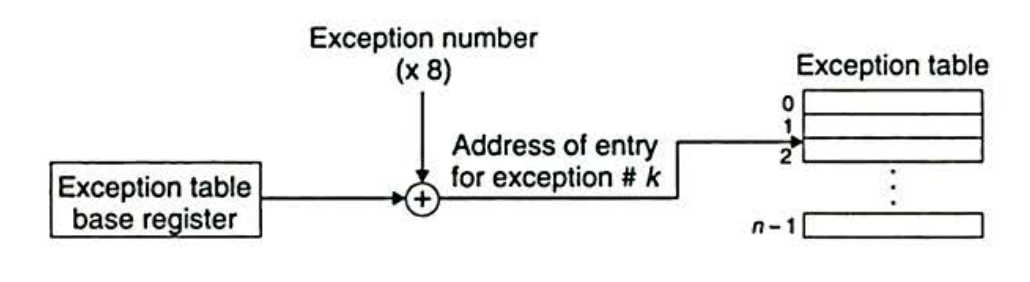 Exception number
(x 8)
Exception table
0
1
2
Address of entry
for exception # k
Exception table
base register
n – 1